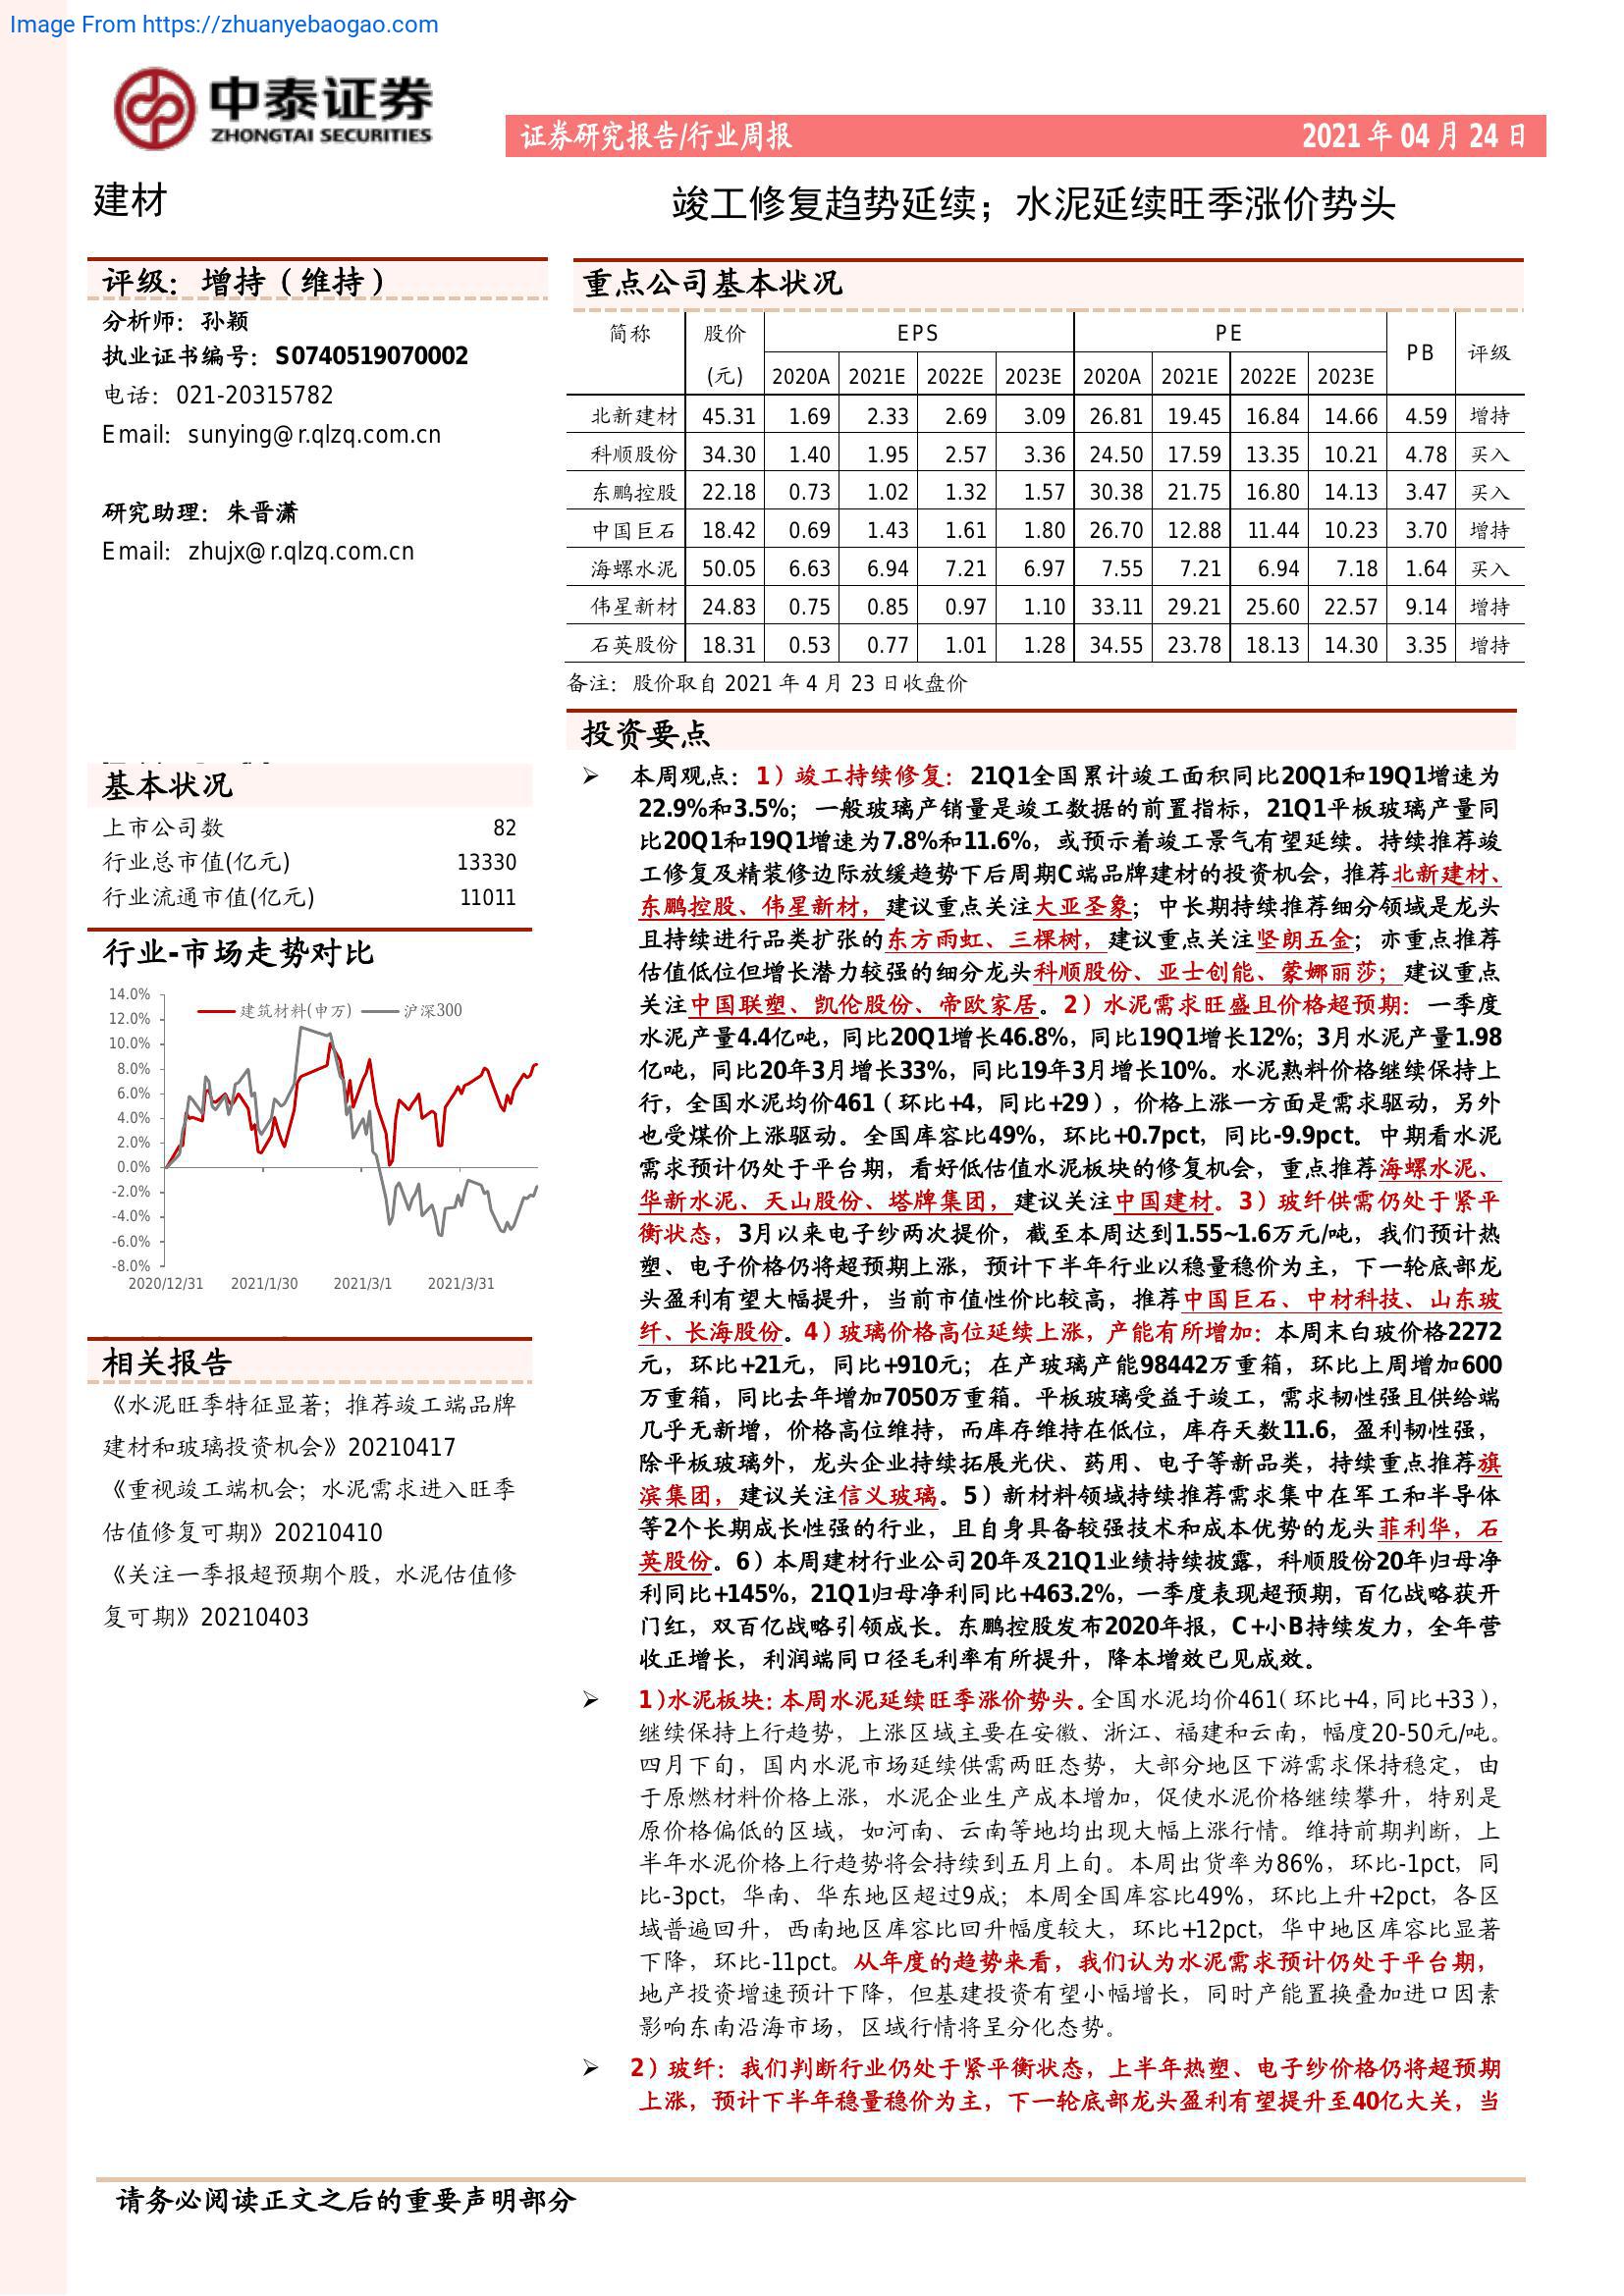 Image From https://zhuanyebaogao.com
中泰证券
ZHONGTAI SECURITIES
证券研究报告/行业周报
2021 年 04 月 24 日
建材
竣工修复趋势延续；水泥延续旺季涨价势头
评级：增持（维持）
分析师：孙颖
执业证书编号：S0740519070002
电话：021-20315782
Email：sunying@r.qlzq.com.cn
研究助理：朱晋潇
Email：zhujx@r.qlzq.com.cn
基本状况
上市公司数 82
行业总市值(亿元) 13330
行业流通市值(亿元) 11011
行业-市场走势对比
建筑材料(申万) 沪深300
14.0%
12.0%
10.0%
8.0%
6.0%
4.0%
2.0%
0.0%
-2.0%
-4.0%
-6.0%
-8.0%
2020/12/31 2021/1/30 2021/3/1 2021/3/31
相关报告
《水泥旺季特征显著；推荐竣工端品牌
建材和玻璃投资机会》20210417
《重视竣工端机会；水泥需求进入旺季
估值修复可期》20210410
《关注一季报超预期个股，水泥估值修
复可期》20210403
重点公司基本状况
简称 股价 EPS PE PB 评级
(元) 2020A 2021E 2022E 2023E 2020A 2021E 2022E 2023E
北新建材 45.31 1.69 2.33 2.69 3.09 26.81 19.45 16.84 14.66 4.59 增持
科顺股份 34.30 1.40 1.95 2.57 3.36 24.50 17.59 13.35 10.21 4.78 买入
东鹏控股 22.18 0.73 1.02 1.32 1.57 30.38 21.75 16.80 14.13 3.47 买入
中国巨石 18.42 0.69 1.43 1.61 1.80 26.70 12.88 11.44 10.23 3.70 增持
海螺水泥 50.05 6.63 6.94 7.21 6.97 7.55 7.21 6.94 7.18 1.64 买入
伟星新材 24.83 0.75 0.85 0.97 1.10 33.11 29.21 25.60 22.57 9.14 增持
石英股份 18.31 0.53 0.77 1.01 1.28 34.55 23.78 18.13 14.30 3.35 增持
备注：股价取自 2021 年 4 月 23 日收盘价
投资要点
➢ 本周观点：1）竣工持续修复：21Q1全国累计竣工面积同比20Q1和19Q1增速为
22.9%和3.5%；一般玻璃产销量是竣工数据的前置指标，21Q1平板玻璃产量同
比20Q1和19Q1增速为7.8%和11.6%，或预示着竣工景气有望延续。持续推荐竣
工修复及精装修边际放缓趋势下后周期C端品牌建材的投资机会，推荐北新建材、
东鹏控股、伟星新材，建议重点关注大亚圣象；中长期持续推荐细分领域是龙头
且持续进行品类扩张的东方雨虹、三棵树，建议重点关注坚朗五金；亦重点推荐
估值低位但增长潜力较强的细分龙头科顺股份、亚士创能、蒙娜丽莎；建议重点
关注中国联塑、凯伦股份、帝欧家居。2）水泥需求旺盛且价格超预期：一季度
水泥产量4.4亿吨，同比20Q1增长46.8%，同比19Q1增长12%；3月水泥产量1.98
亿吨，同比20年3月增长33%，同比19年3月增长10%。水泥熟料价格继续保持上
行，全国水泥均价461（环比+4，同比+29），价格上涨一方面是需求驱动，另外
也受煤价上涨驱动。全国库容比49%，环比+0.7pct，同比-9.9pct。中期看水泥
需求预计仍处于平台期，看好低估值水泥板块的修复机会，重点推荐海螺水泥、
华新水泥、天山股份、塔牌集团，建议关注中国建材。3）玻纤供需仍处于紧平
衡状态，3月以来电子纱两次提价，截至本周达到1.55~1.6万元/吨，我们预计热
塑、电子价格仍将超预期上涨，预计下半年行业以稳量稳价为主，下一轮底部龙
头盈利有望大幅提升，当前市值性价比较高，推荐中国巨石、中材科技、山东玻
纤、长海股份。4）玻璃价格高位延续上涨，产能有所增加：本周末白玻价格2272
元，环比+21元，同比+910元；在产玻璃产能98442万重箱，环比上周增加600
万重箱，同比去年增加7050万重箱。平板玻璃受益于竣工，需求韧性强且供给端
几乎无新增，价格高位维持，而库存维持在低位，库存天数11.6，盈利韧性强，
除平板玻璃外，龙头企业持续拓展光伏、药用、电子等新品类，持续重点推荐旗
滨集团，建议关注信义玻璃。5）新材料领域持续推荐需求集中在军工和半导体
等2个长期成长性强的行业，且自身具备较强技术和成本优势的龙头菲利华，石
英股份。6）本周建材行业公司20年及21Q1业绩持续披露，科顺股份20年归母净
利同比+145%，21Q1归母净利同比+463.2%，一季度表现超预期，百亿战略获开
门红，双百亿战略引领成长。东鹏控股发布2020年报，C+小B持续发力，全年营
收正增长，利润端同口径毛利率有所提升，降本增效已见成效。
➢ 1)水泥板块：本周水泥延续旺季涨价势头。全国水泥均价461（环比+4，同比+33），
继续保持上行趋势，上涨区域主要在安徽、浙江、福建和云南，幅度20-50元/吨。
四月下旬，国内水泥市场延续供需两旺态势，大部分地区下游需求保持稳定，由
于原燃材料价格上涨，水泥企业生产成本增加，促使水泥价格继续攀升，特别是
原价格偏低的区域，如河南、云南等地均出现大幅上涨行情。维持前期判断，上
半年水泥价格上行趋势将会持续到五月上旬。本周出货率为86%，环比-1pct，同
比-3pct，华南、华东地区超过9成；本周全国库容比49%，环比上升+2pct，各区
域普遍回升，西南地区库容比回升幅度较大，环比+12pct，华中地区库容比显著
下降，环比-11pct。从年度的趋势来看，我们认为水泥需求预计仍处于平台期，
地产投资增速预计下降，但基建投资有望小幅增长，同时产能置换叠加进口因素
影响东南沿海市场，区域行情将呈分化态势。
➢ 2）玻纤：我们判断行业仍处于紧平衡状态，上半年热塑、电子纱价格仍将超预期
上涨，预计下半年稳量稳价为主，下一轮底部龙头盈利有望提升至40亿大关，当
请务必阅读正文之后的重要声明部分